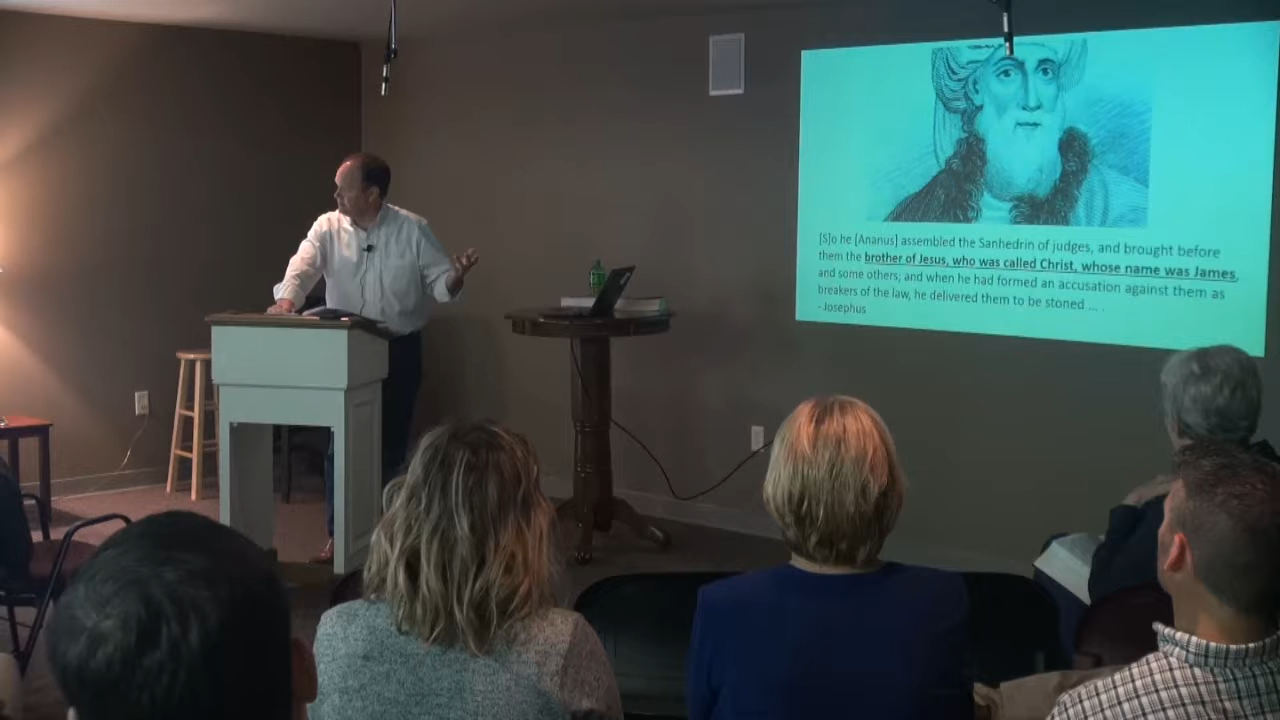 [S]o he [Ananus] assembled the Sanhedrin of judges, and brought before
them the brother of Jesus, who was called Christ, whose name was James,
and some others; and when he had formed an accusation against them as
breakers of the law, he delivered them to be stoned ... .
- Josephus